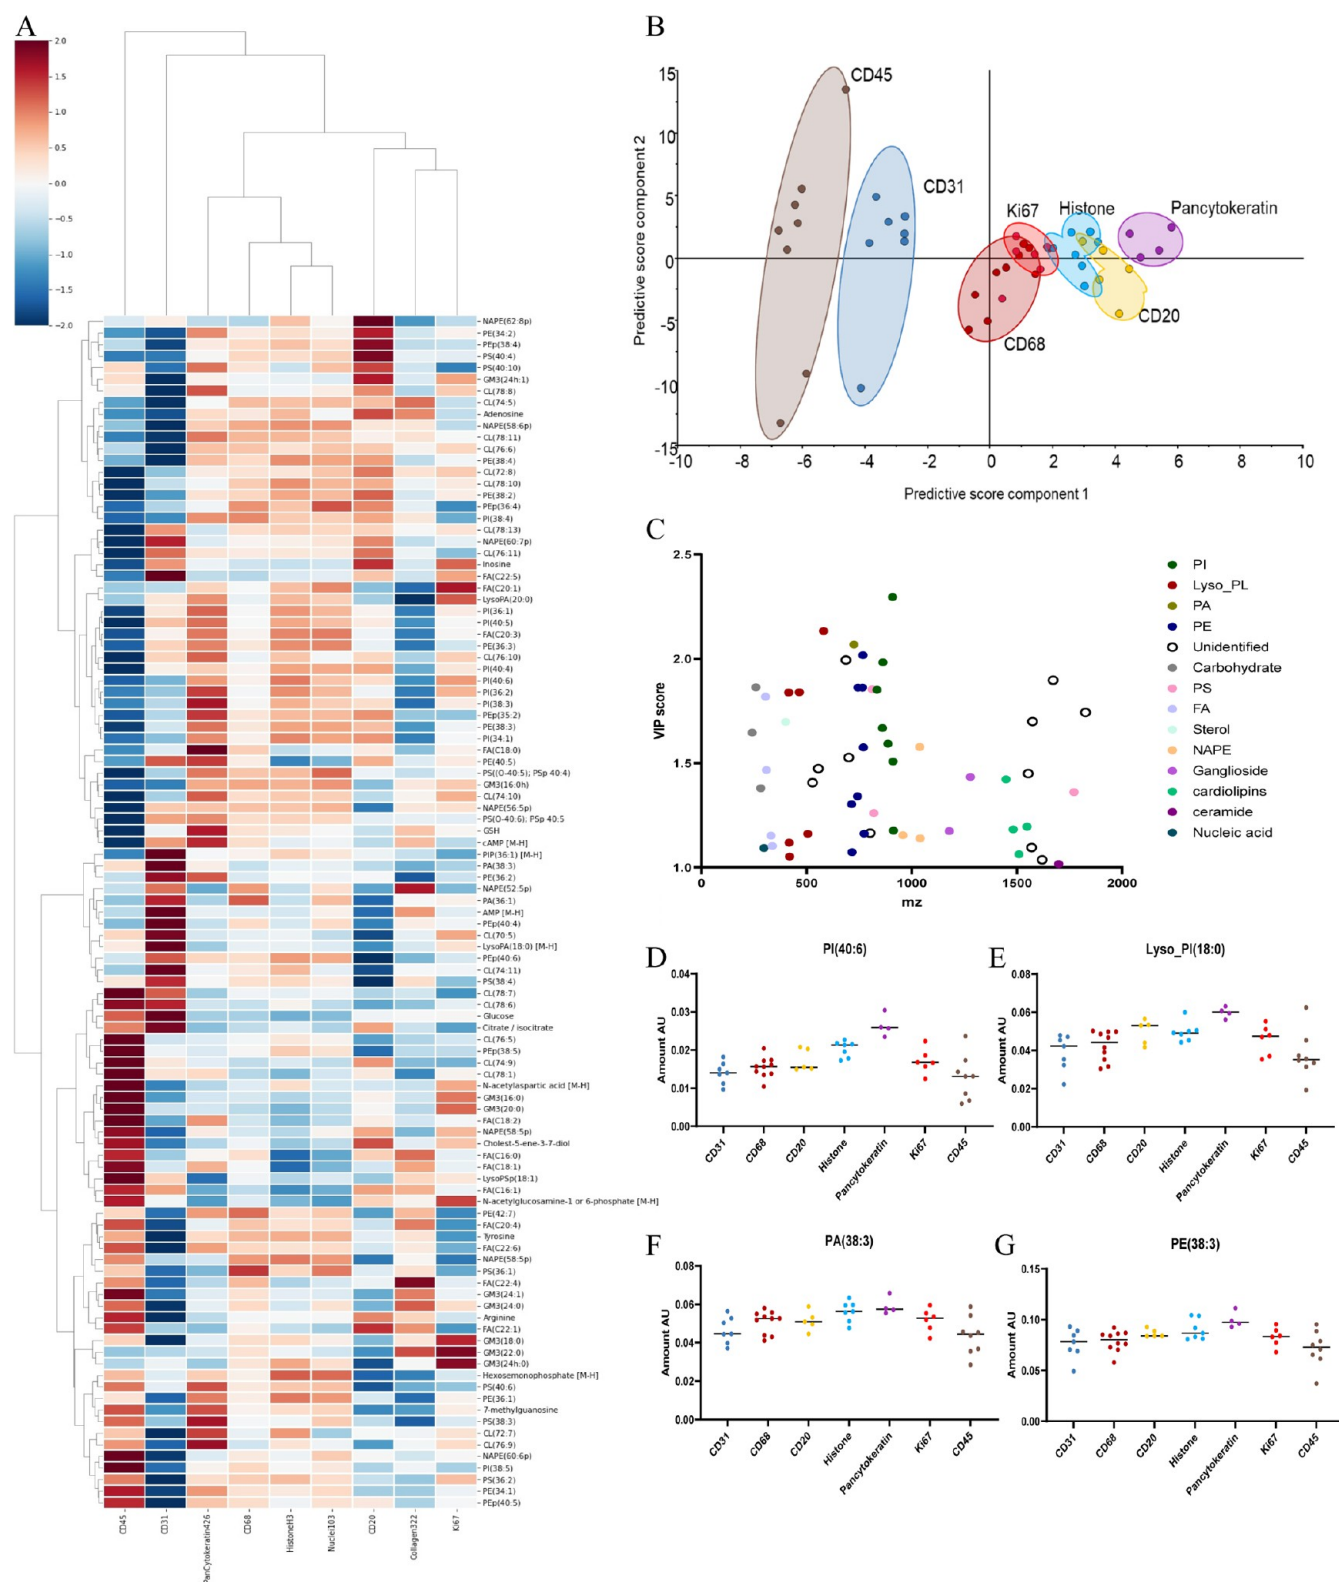 A
2.0
1.5
1.0
0.5
0.0
−0.5
−1.0
−1.5
−2.0
NAPE(62:8p)
PE(34:2)
PEp(38:4)
PS(40:4)
PS(40:10)
GM3(24h:1)
CL(78:8)
CL(74:5)
Adenosine
NAPE(58:6p)
CL(78:11)
CL(76:6)
PE(38:4)
CL(72:8)
CL(78:10)
PE(38:2)
PEp(36:4)
PI(38:4)
CL(78:13)
NAPE(60:7p)
CL(76:11)
Inosine
FA(C22:5)
FA(C20:1)
LysoPA(20:0)
PI(36:1)
PI(40:5)
FA(C20:3)
PE(36:3)
CL(76:10)
PI(40:4)
PI(40:6)
PI(36:2)
PI(38:3)
PEp(35:2)
PE(38:3)
PI(34:1)
FA(C18:0)
PE(40:5)
PS((O-40:5); PSp 40:4)
GM3(16:0h)
CL(74:10)
NAPE(56:5p)
PS(O-40:6); PSp 40:5
GSH
cAMP [M-H]
PIP(36:1) [M-H]
PA(38:3)
PE(36:2)
NAPE(52:5p)
PA(36:1)
AMP [M-H]
PEp(40:4)
CL(70:5)
LysoPA(18:0) [M-H]
PEp(40:6)
CL(74:11)
PS(38:4)
CL(78:7)
CL(78:6)
Glucose
Citrate / isocitrate
CL(76:5)
PEp(38:5)
CL(74:9)
CL(78:1)
N-acetylaspartic acid [M-H]
GM3(16:0)
GM3(20:0)
FA(C18:2)
NAPE(58:5p)
Cholest-5-ene-3-7-diol
FA(C16:0)
FA(C18:1)
LysoPSp(18:1)
FA(C16:1)
N-acetylglucosamine-1 or 6-phosphate [M-H]
PE(42:7)
FA(C20:4)
Tyrosine
FA(C22:6)
NAPE(58:5p)
PS(36:1)
FA(C22:4)
GM3(24:1)
GM3(24:0)
Arginine
FA(C22:1)
GM3(18:0)
GM3(22:0)
GM3(24h:0)
Hexosemonophosphate [M-H]
PS(40:6)
PE(36:1)
7-methylguanosine
PS(38:3)
CL(72:7)
CL(76:9)
NAPE(60:6p)
PI(38:5)
PS(36:2)
PE(34:1)
PEp(40:5)
CD45
CD31
PanCytokeratin426
CD68
HistoneH3
Nuclei103
CD20
Collagen322
Ki67
B
Predictive score component 2
15
10
5
0
-5
-10
-15
CD45
CD31
Ki67
Histone
Pancytokeratin
CD68
CD20
-10
-8
-6
-4
-2
0
2
4
6
8
10
Predictive score component 1
C
VIP score
2.5
2.0
1.5
1.0
0
500
1000
1500
2000
mz
PI
Lyso_PL
PA
PE
Unidentified
Carbohydrate
PS
FA
Sterol
NAPE
Ganglioside
cardiolipins
ceramide
Nucleic acid
D
PI(40:6)
Amount AU
0.04
0.03
0.02
0.01
0.00
CD31
CD68
CD20
Histone
Pancytokeratin
Ki67
CD45
E
Lyso_PI(18:0)
Amount AU
0.08
0.06
0.04
0.02
0.00
CD31
CD68
CD20
Histone
Pancytokeratin
Ki67
CD45
F
PA(38:3)
Amount AU
0.08
0.06
0.04
0.02
0.00
CD31
CD68
CD20
Histone
Pancytokeratin
Ki67
CD45
G
PE(38:3)
Amount AU
0.15
0.10
0.05
0.00
CD31
CD68
CD20
Histone
Pancytokeratin
Ki67
CD45